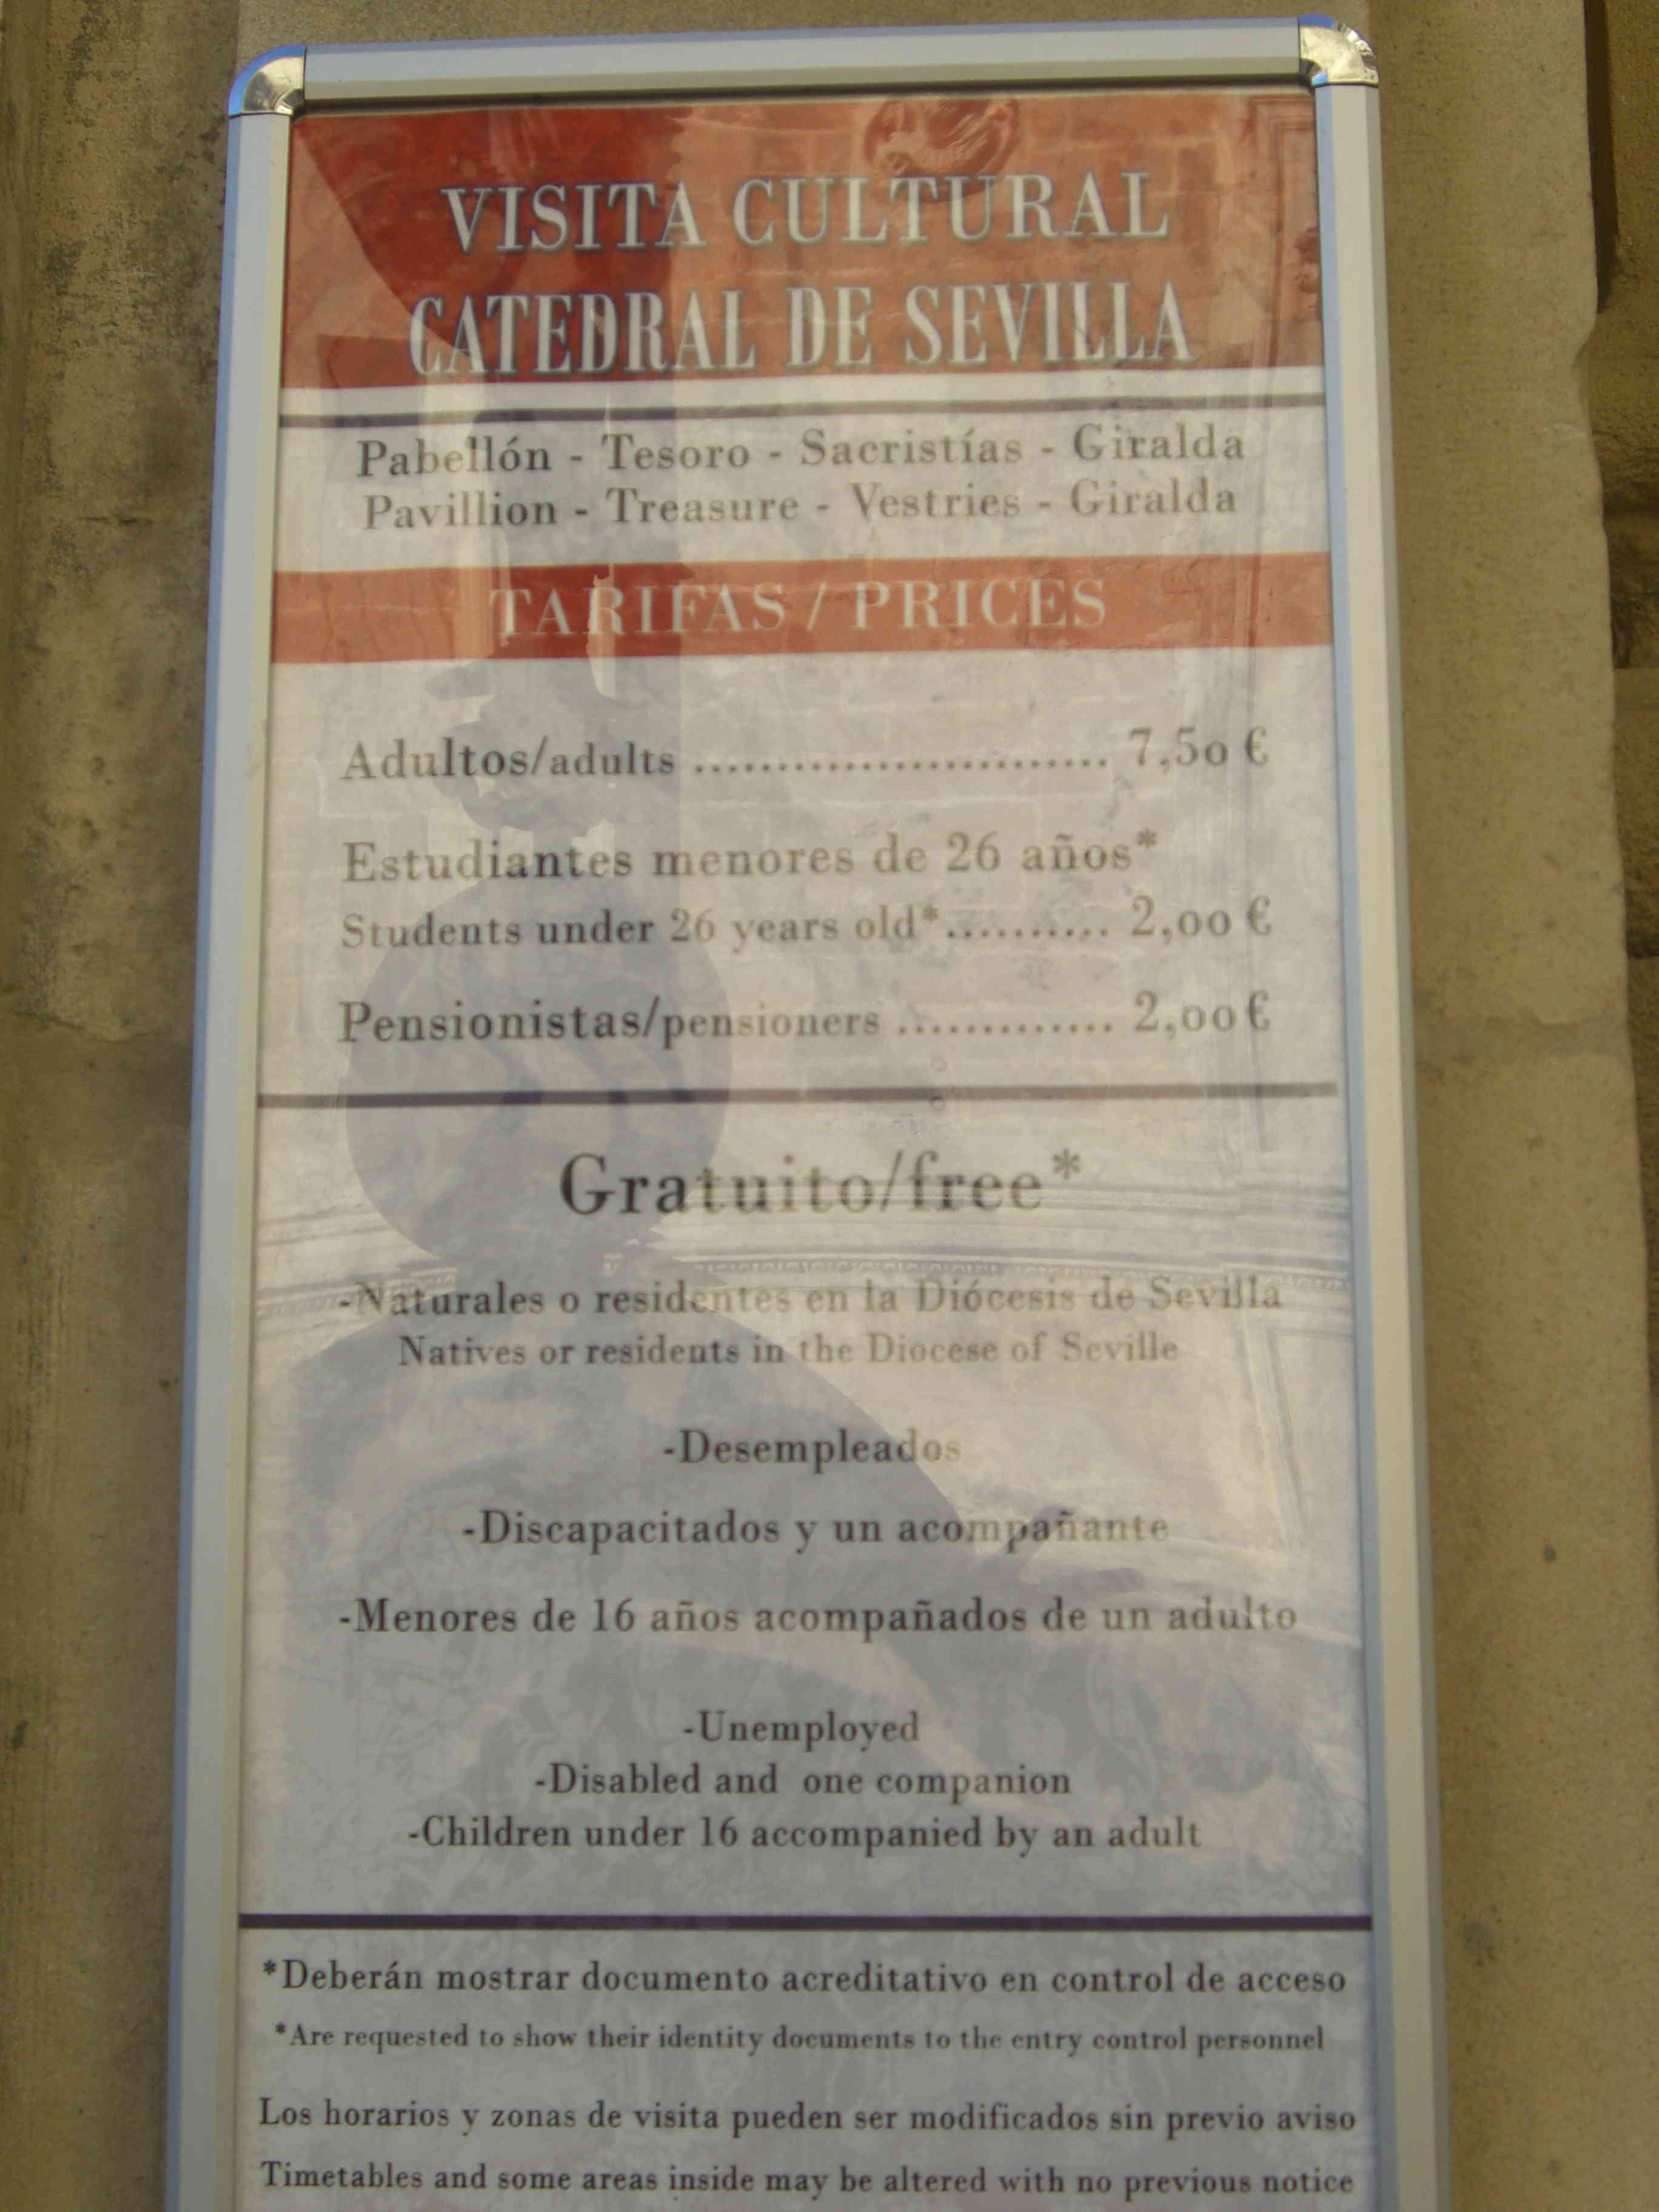 VISITA CULTURAL
CATEDRAL DE SEVILLA
Pabellón - Tesoro - Sacristías - Giralda
Pavillion - Treasure - Vestries - Giralda
TARIFAS / PRICES
Adultos/adults .......................... 7,50 €
Estudiantes menores de 26 años*
Students under 26 years old*.......... 2,00 €
Pensionistas/pensioners ............. 2,00 €
Gratuito/free*
-Naturales o residentes en la Diócesis de Sevilla
Natives or residents in the Diocese of Seville
-Desempleados
-Discapacitados y un acompañante
-Menores de 16 años acompañados de un adulto
-Unemployed
-Disabled and one companion
-Children under 16 accompanied by an adult
*Deberán mostrar documento acreditativo en control de acceso
*Are requested to show their identity documents to the entry control personnel
Los horarios y zonas de visita pueden ser modificados sin previo aviso
Timetables and some areas inside may be altered with no previous notice